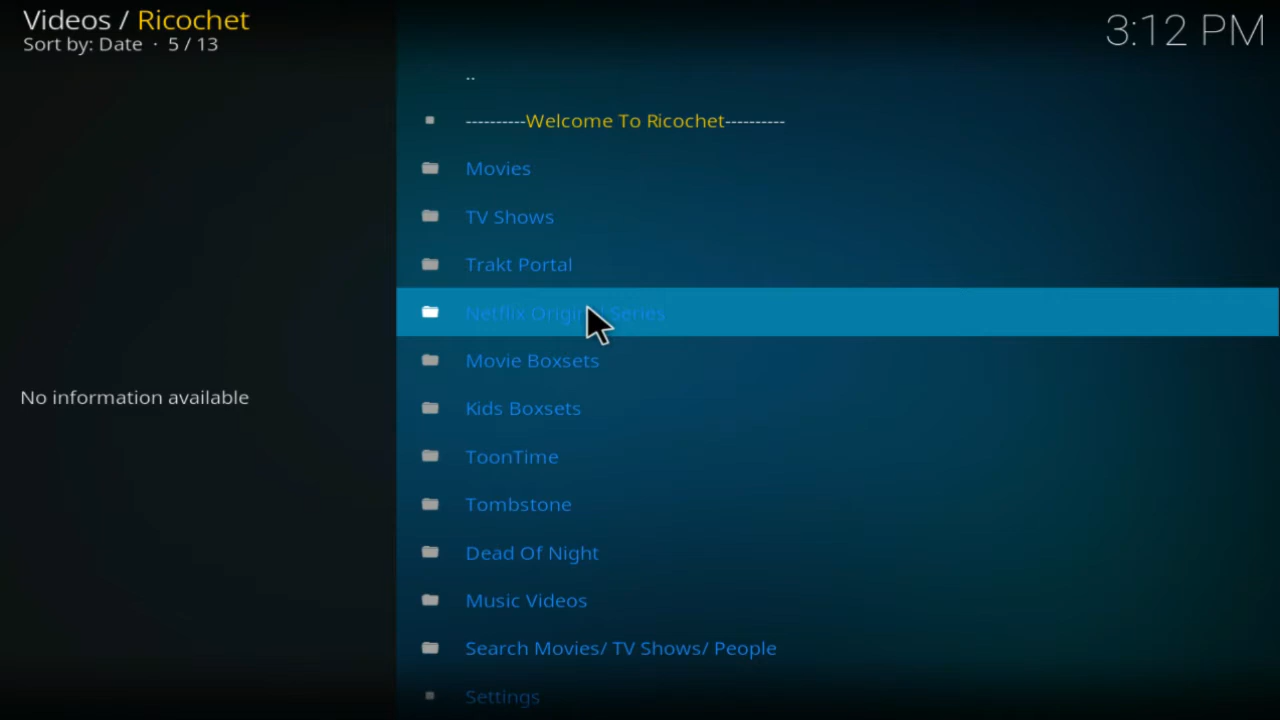 Videos / Ricochet
Sort by: Date · 5 / 13
3:12 PM
..
----------Welcome To Ricochet----------
Movies
TV Shows
Trakt Portal
Netflix Original Series
Movie Boxsets
Kids Boxsets
No information available
ToonTime
Tombstone
Dead Of Night
Music Videos
Search Movies/ TV Shows/ People
Settings